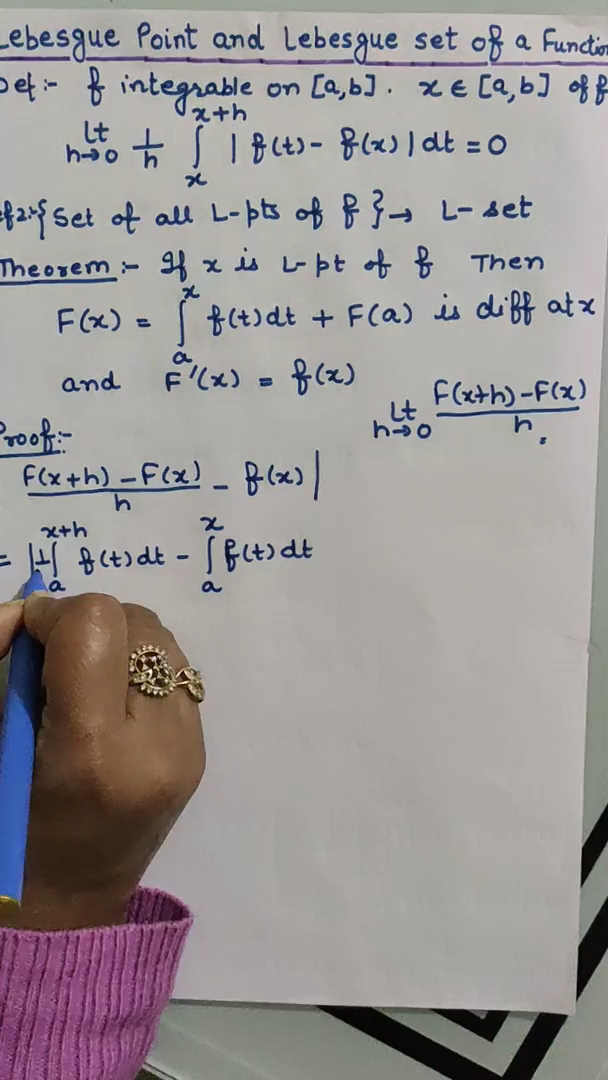 Lebesgue Point and Lebesgue set of a Function
Def:- f integrable on [a,b]. x ∈ [a,b] of f
Lt h→0 1/h ∫_x^{x+h} | f(t) - f(x) | dt = 0
Def2:- { Set of all L-pts of f } → L-set
Theorem:- If x is L-pt of f Then
F(x) = ∫_a^x f(t)dt + F(a) is diff at x
and F'(x) = f(x)
Lt h→0 (F(x+h) - F(x))/h .
Proof:-
(F(x+h) - F(x))/h - f(x) |
= | 1/h ∫_a^{x+h} f(t) dt - ∫_a^x f(t) dt